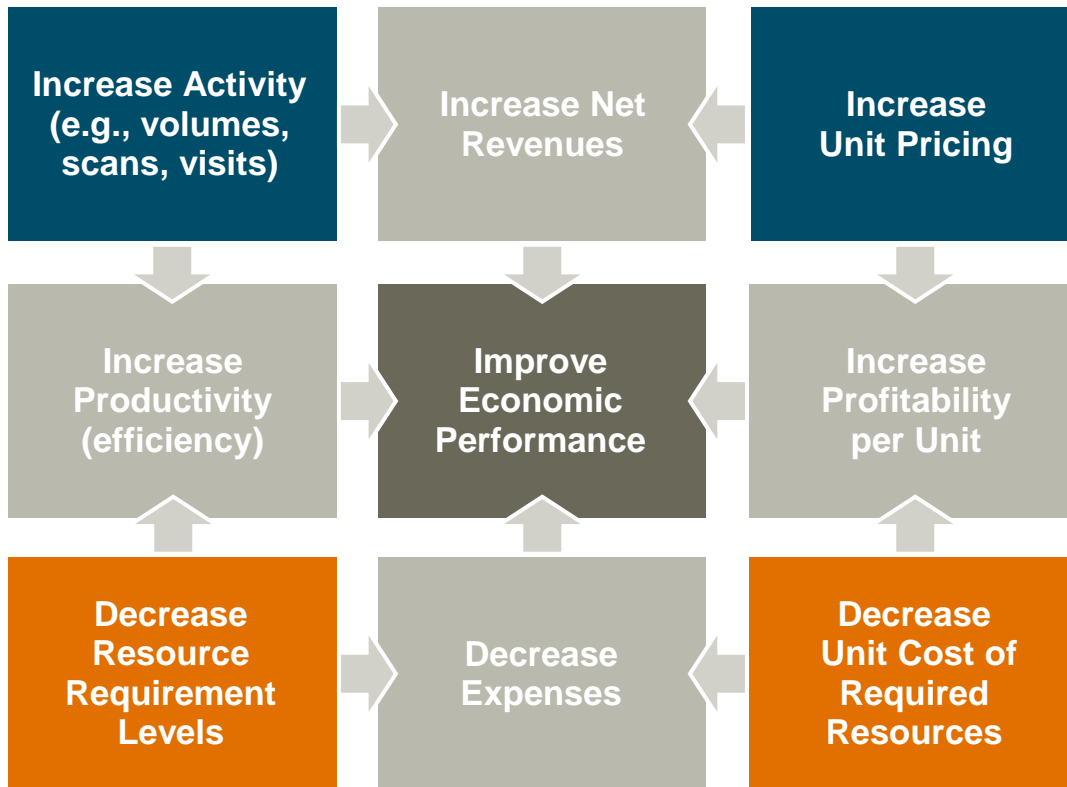 Increase Activity
(e.g., volumes,
scans, visits)
Increase Net
Revenues
Increase
Unit Pricing
Increase
Productivity
(efficiency)
Improve
Economic
Performance
Increase
Profitability
per Unit
Decrease
Resource
Requirement
Levels
Decrease
Expenses
Decrease
Unit Cost of
Required
Resources